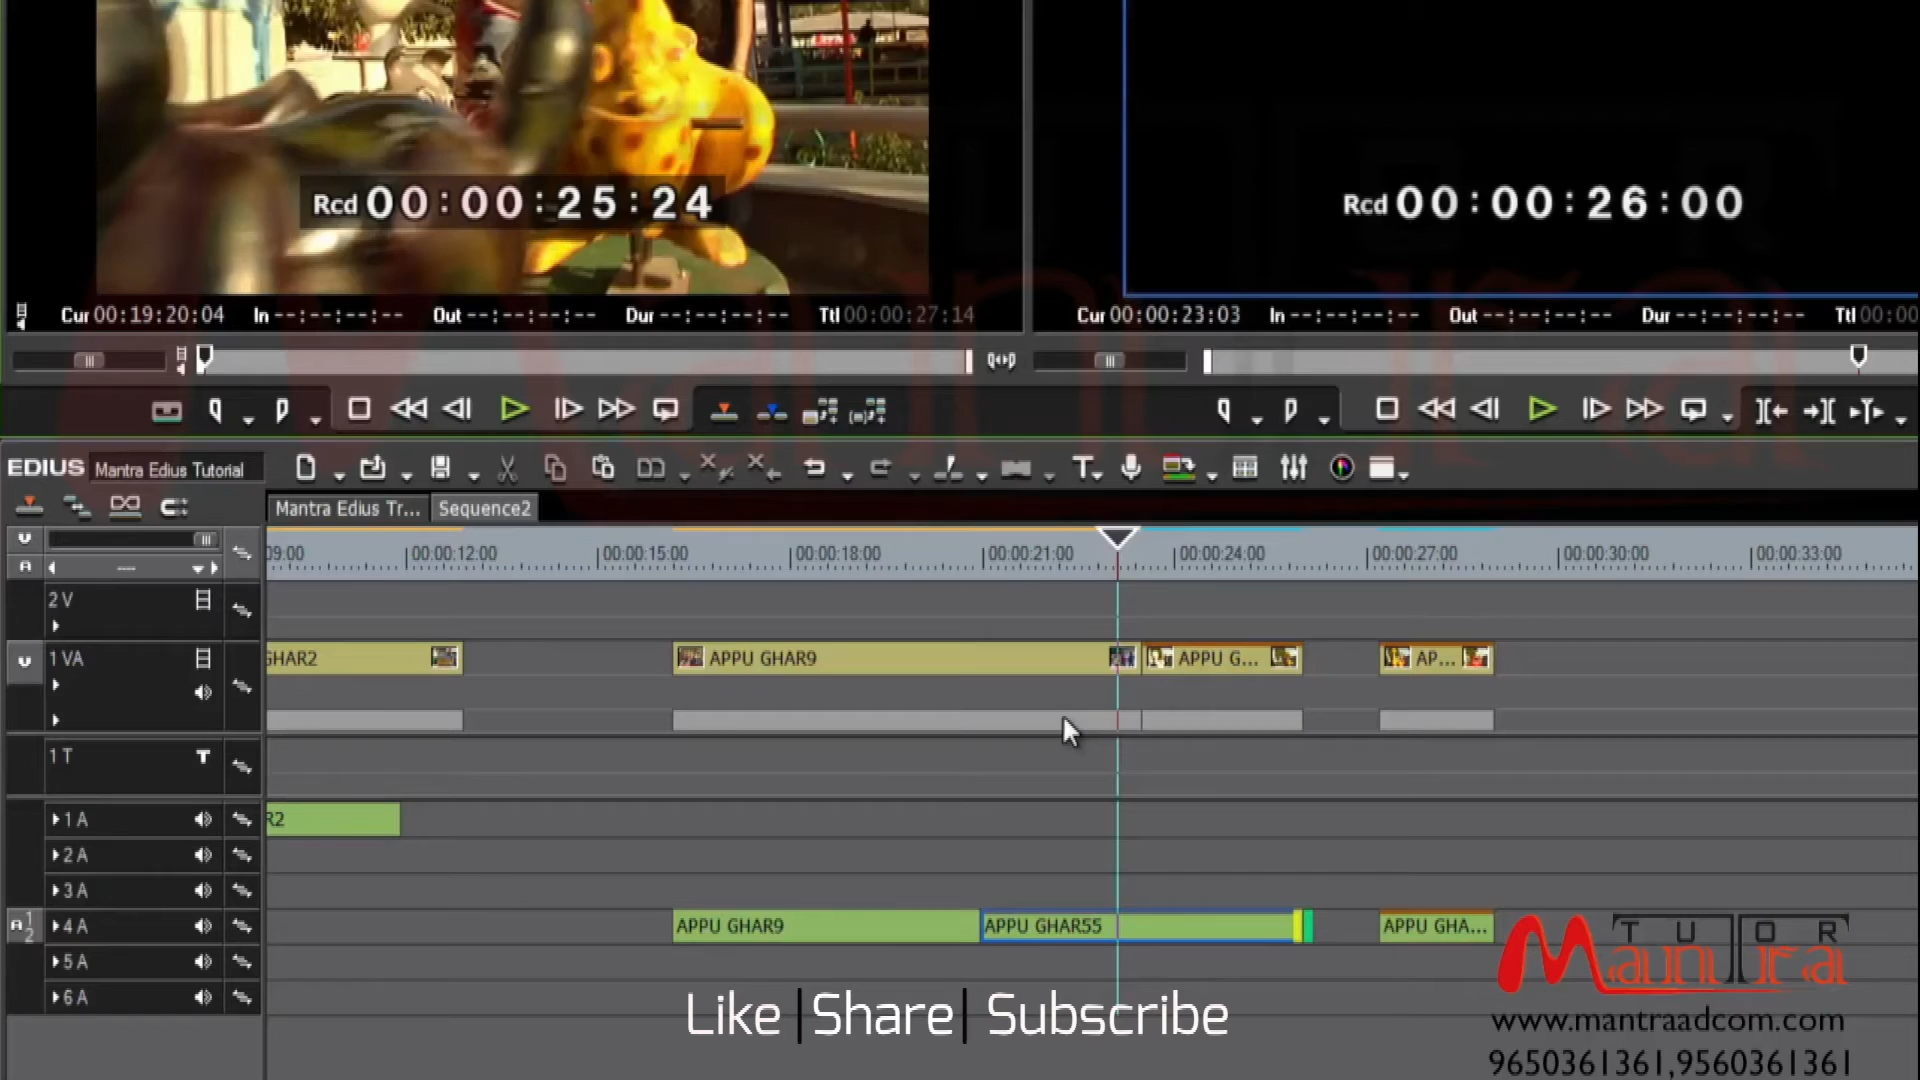 Rcd 00:00:25:24
Rcd 00:00:26:00
Cur 00:19:20:04 In --:--:--:-- Out --:--:--:-- Dur --:--:--:-- Ttl 00:00:27:14
Cur 00:00:23:03 In --:--:--:-- Out --:--:--:-- Dur --:--:--:-- Ttl 00:00
EDIUS Mantra Edius Tutorial
Mantra Edius Tr... Sequence2
09:00 00:00:12:00 00:00:15:00 00:00:18:00 00:00:21:00 00:00:24:00 00:00:27:00 00:00:30:00 00:00:33:00
2 V
1 VA GHAR2 APPU GHAR9 APPU G... AP...
1 T T
1 A R2
2 A
3 A
A 1 2 4 A APPU GHAR9 APPU GHAR55 APPU GHA...
5 A
6 A
Like | Share | Subscribe
TUTOR
Mantra
www.mantraadcom.com
9650361361,9560361361